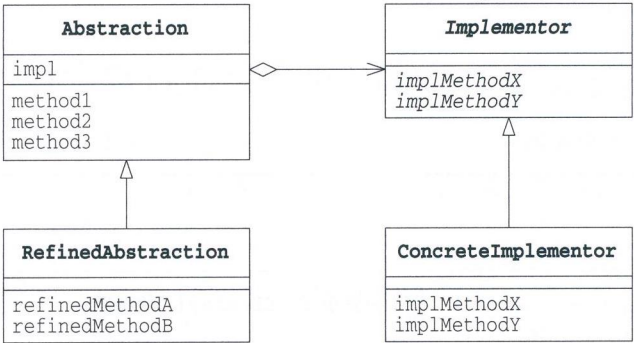 Abstraction
impl
method1
method2
method3
Implementor
implMethodX
implMethodY
RefinedAbstraction
refinedMethodA
refinedMethodB
ConcreteImplementor
implMethodX
implMethodY